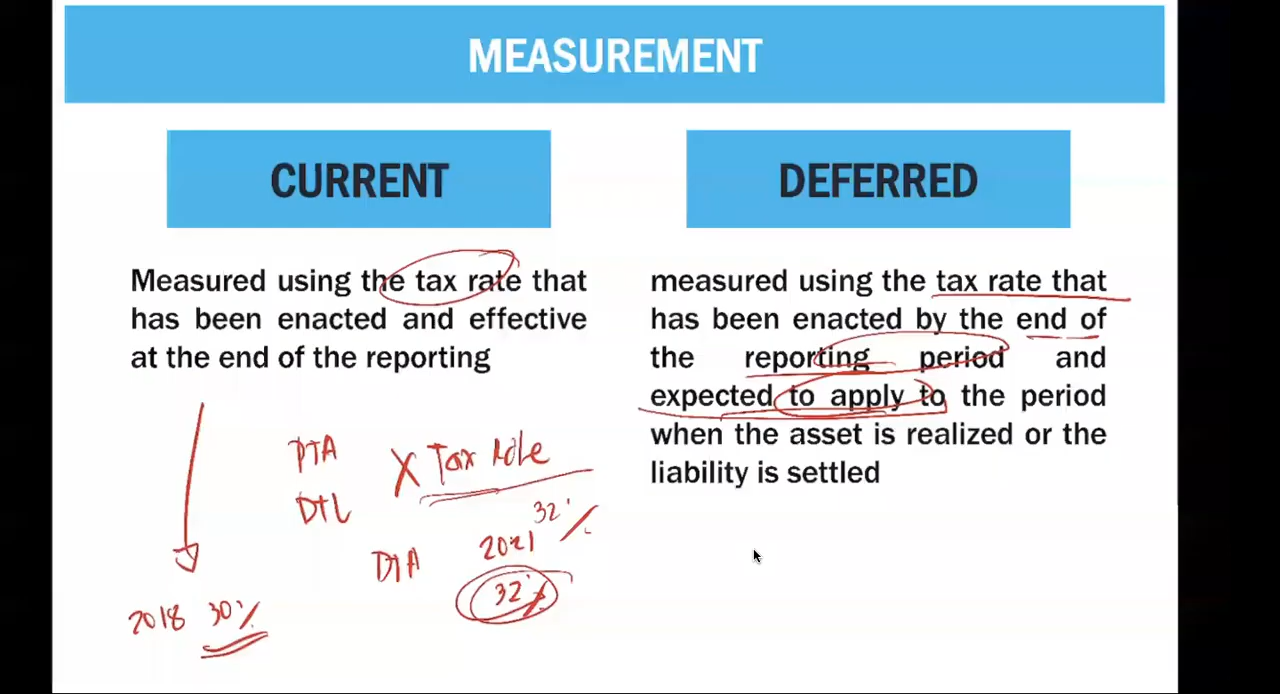 MEASUREMENT
CURRENT
Measured using the tax rate that
has been enacted and effective
at the end of the reporting
DEFERRED
measured using the tax rate that
has been enacted by the end of
the reporting period and
expected to apply to the period
when the asset is realized or the
liability is settled
DTA
DTL
X Tax Rate
32%
DTA 2021
32%
2018 30%